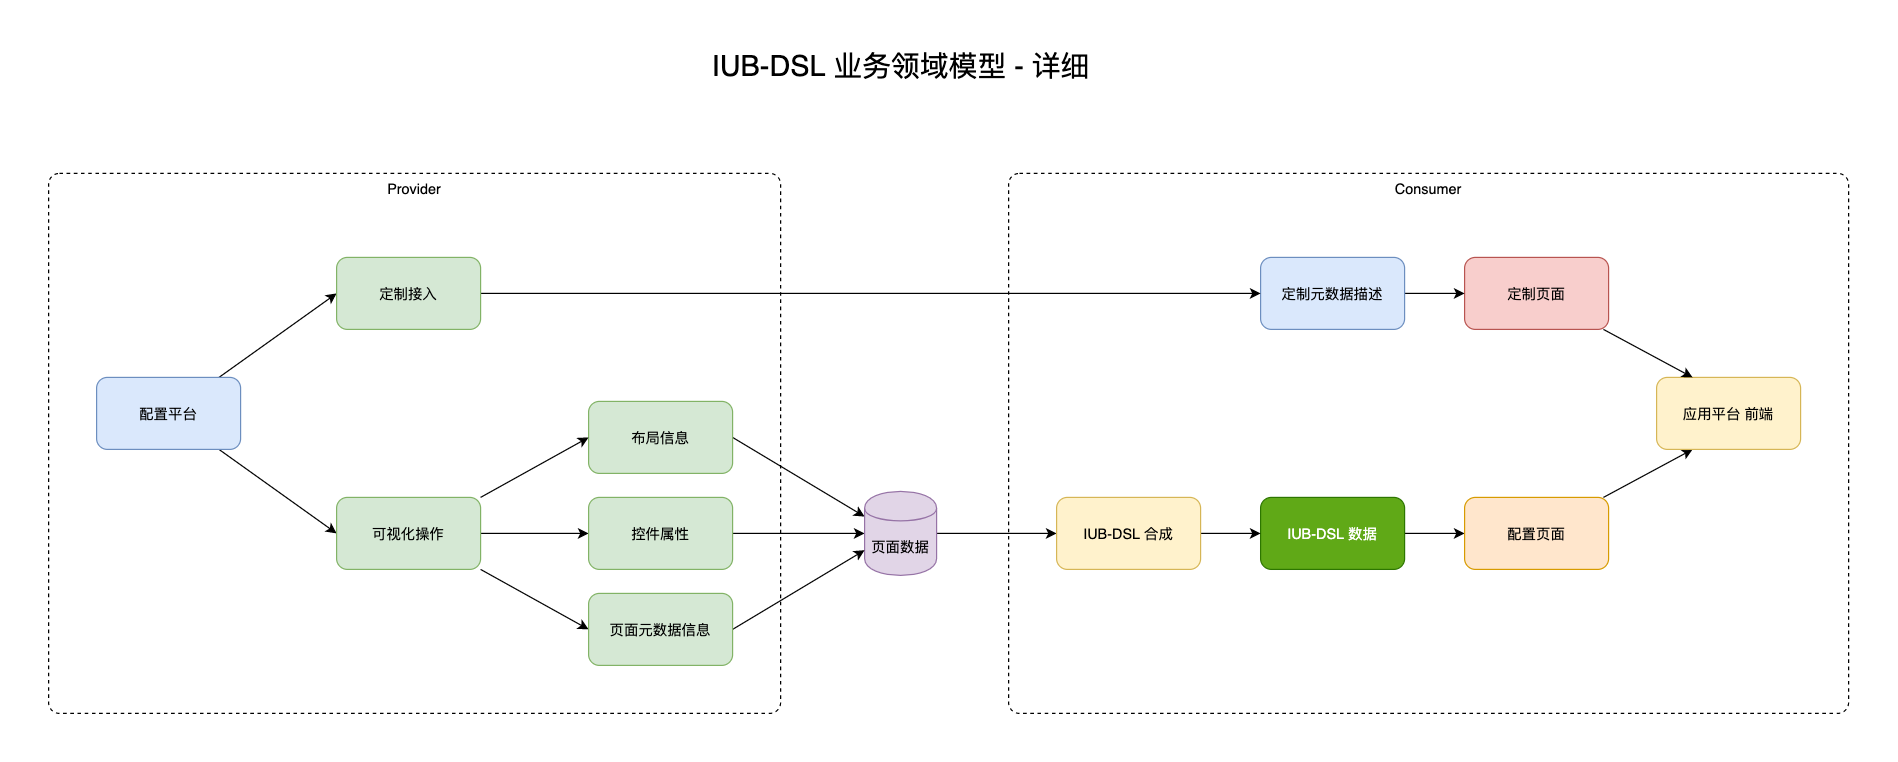 IUB-DSL 业务领域模型 - 详细
Provider
Consumer
定制接入
定制元数据描述
定制页面
配置平台
应用平台 前端
布局信息
可视化操作
控件属性
页面数据
IUB-DSL 合成
IUB-DSL 数据
配置页面
页面元数据信息